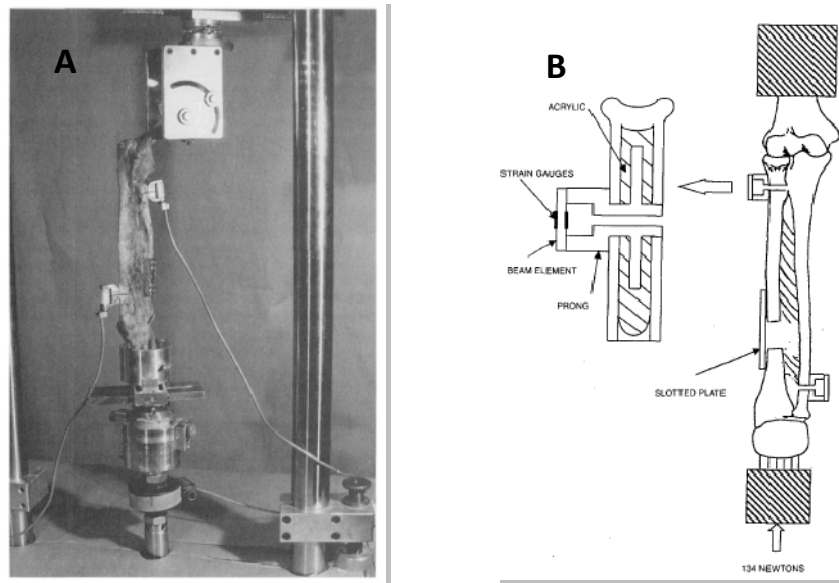 A
B
ACRYLIC
STRAIN GAUGES
BEAM ELEMENT
PRONG
SLOTTED PLATE
134 NEWTONS